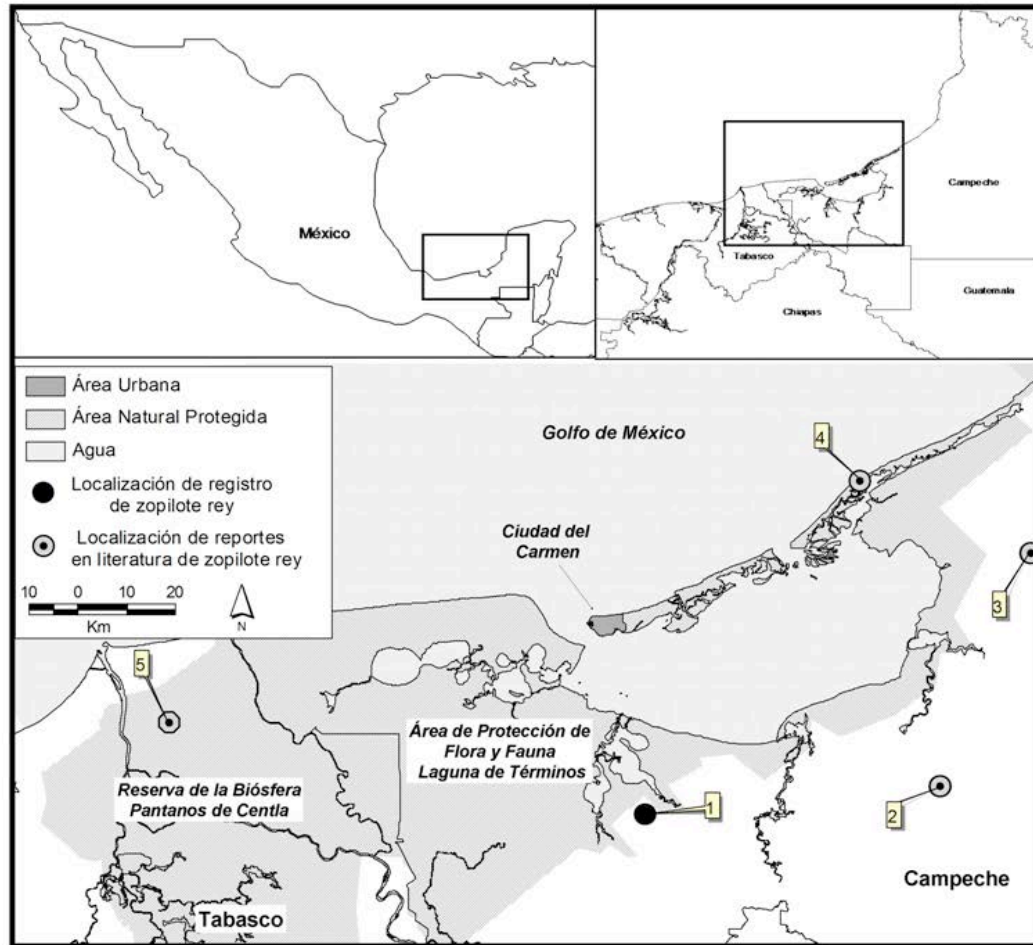 México
Campeche
Tabasco
Guatemala
Chiapas
Área Urbana
Área Natural Protegida
Agua
Localización de registro
de zopilote rey
Localización de reportes
en literatura de zopilote rey
10 0 10 20
Km
N
Golfo de México
4
Ciudad del
Carmen
3
5
Área de Protección de
Flora y Fauna
Laguna de Términos
Reserva de la Biósfera
Pantanos de Centla
1
2
Campeche
Tabasco